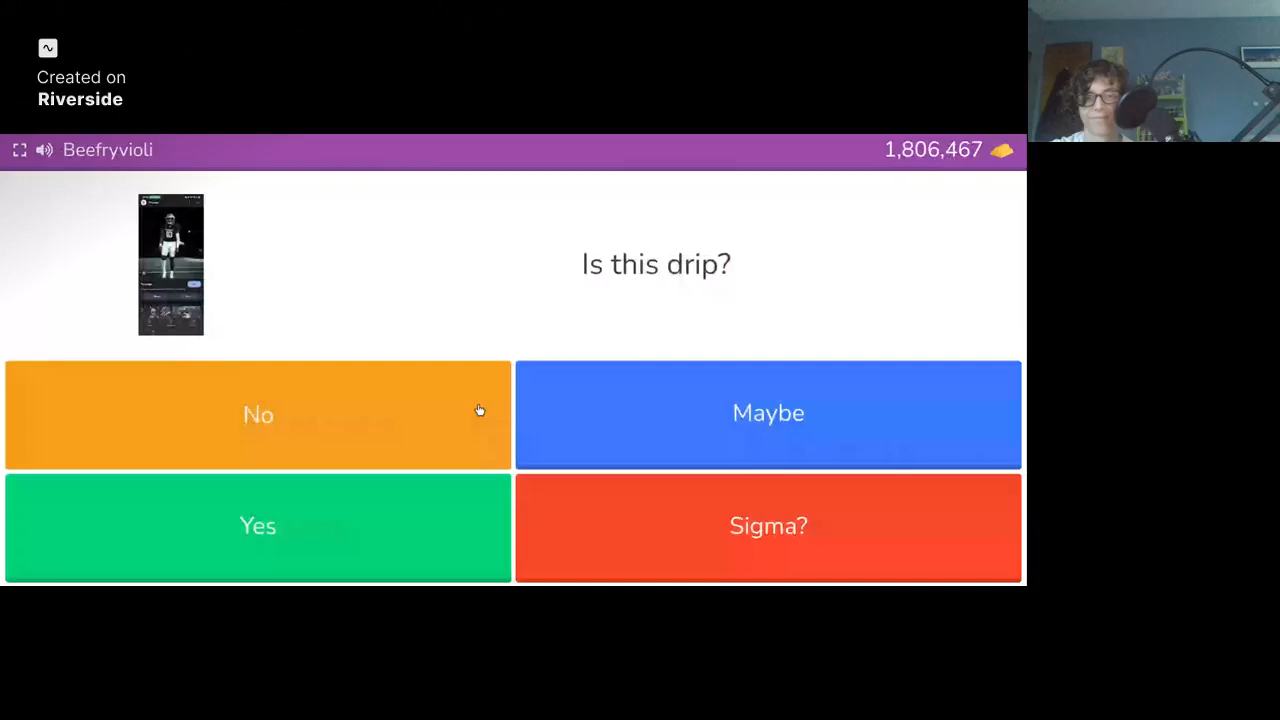 Created on
Riverside
Beefryvioli
1,806,467
Is this drip?
No
Maybe
Yes
Sigma?